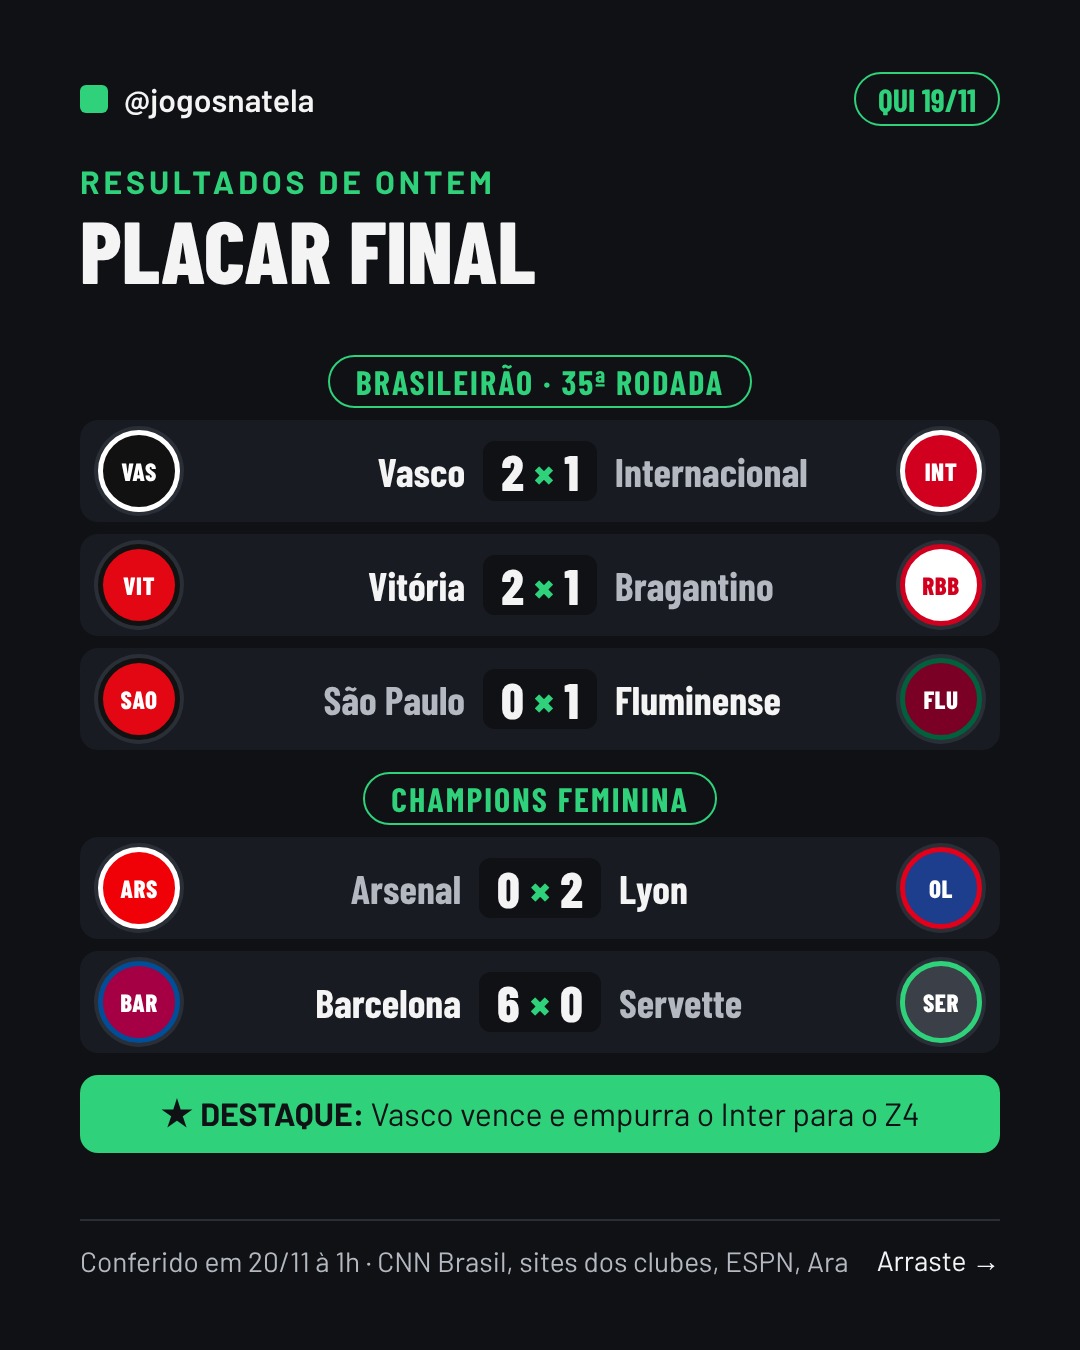 @jogosnatela
QUI 19/11
RESULTADOS DE ONTEM
PLACAR FINAL
BRASILEIRÃO · 35ª RODADA
VAS Vasco 2 × 1 Internacional INT
VIT Vitória 2 × 1 Bragantino RBB
SAO São Paulo 0 × 1 Fluminense FLU
CHAMPIONS FEMININA
ARS Arsenal 0 × 2 Lyon OL
BAR Barcelona 6 × 0 Servette SER
★ DESTAQUE: Vasco vence e empurra o Inter para o Z4
Conferido em 20/11 à 1h · CNN Brasil, sites dos clubes, ESPN, Ara Arraste →